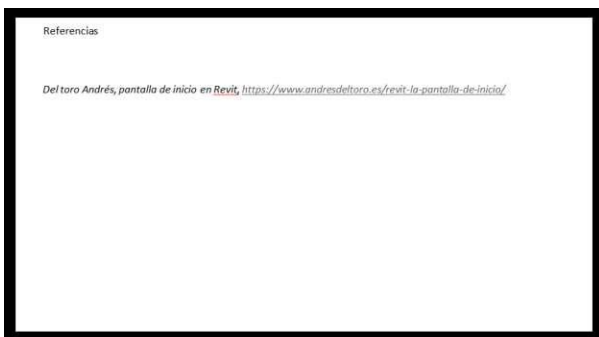 Referencias
Del toro Andrés, pantalla de inicio en Revit, https://www.andresdeltoro.es/revit-la-pantalla-de-inicio/